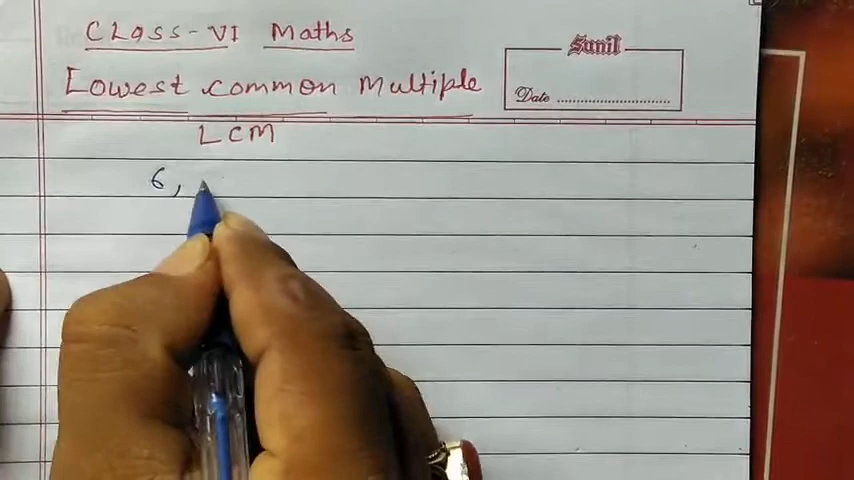 Class-VI Maths
Sunil
Lowest common Multiple
Date
LCM
6,